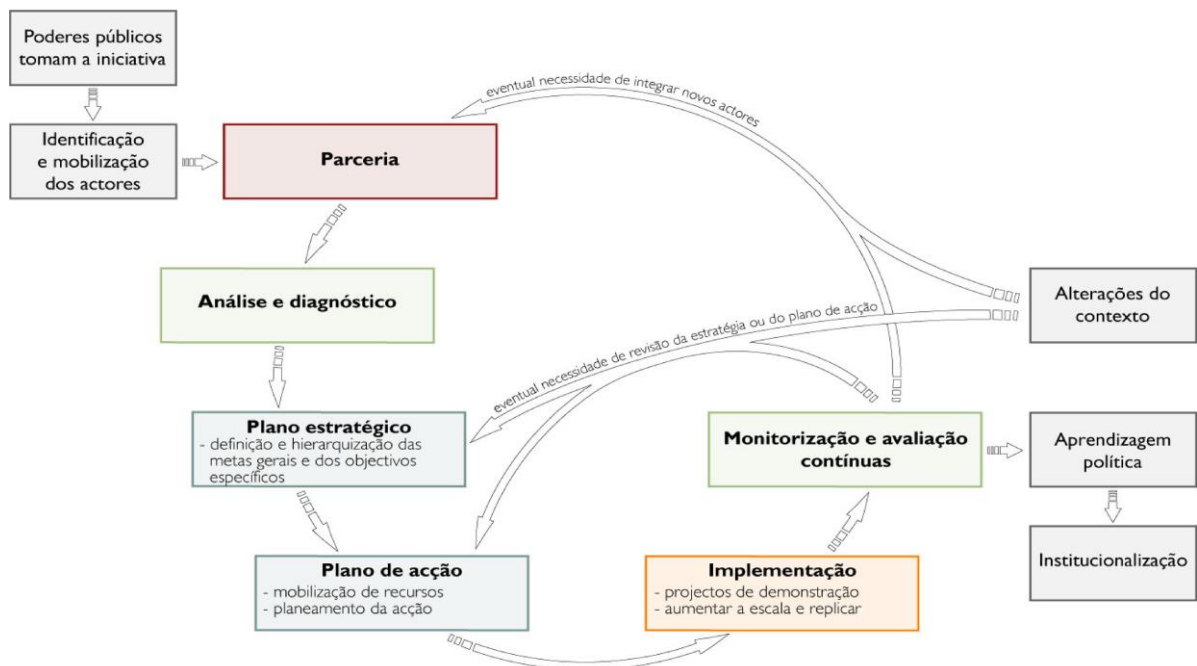 Poderes públicos
tomam a iniciativa
Identificação
e mobilização
dos actores
Parceria
eventual necessidade de integrar novos actores
Análise e diagnóstico
Alterações do
contexto
eventual necessidade de revisão da estratégia ou do plano de acção
Plano estratégico
- definição e hierarquização das
metas gerais e dos objectivos
específicos
Monitorização e avaliação
contínuas
Aprendizagem
política
Institucionalização
Plano de acção
- mobilização de recursos
- planeamento da acção
Implementação
- projectos de demonstração
- aumentar a escala e replicar